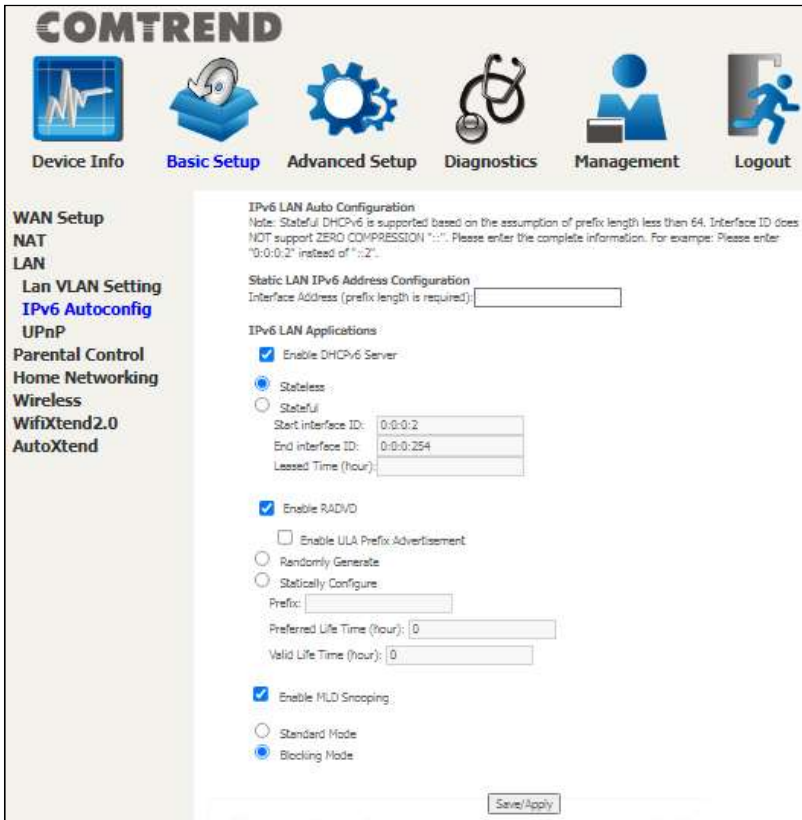 COMTREND
Device Info
Basic Setup
Advanced Setup
Diagnostics
Management
Logout
WAN Setup
NAT
LAN
Lan VLAN Setting
IPv6 Autoconfig
UPnP
Parental Control
Home Networking
Wireless
WifiXtend2.0
AutoXtend
IPv6 LAN Auto Configuration
Note: Stateful DHCPv6 is supported based on the assumption of prefix length less than 64. Interface ID does
NOT support ZERO COMPRESSION "::". Please enter the complete information. For exampe: Please enter
"0:0:0:2" instead of "::2".
Static LAN IPv6 Address Configuration
Interface Address (prefix length is required):
IPv6 LAN Applications
Enable DHCPv6 Server
Stateless
Stateful
Start interface ID: 0:0:0:2
End interface ID: 0:0:0:254
Leased Time (hour):
Enable RADVD
Enable ULA Prefix Advertisement
Randomly Generate
Statically Configure
Prefix:
Preferred Life Time (hour): 0
Valid Life Time (hour): 0
Enable MLD Snooping
Standard Mode
Blocking Mode
Save/Apply